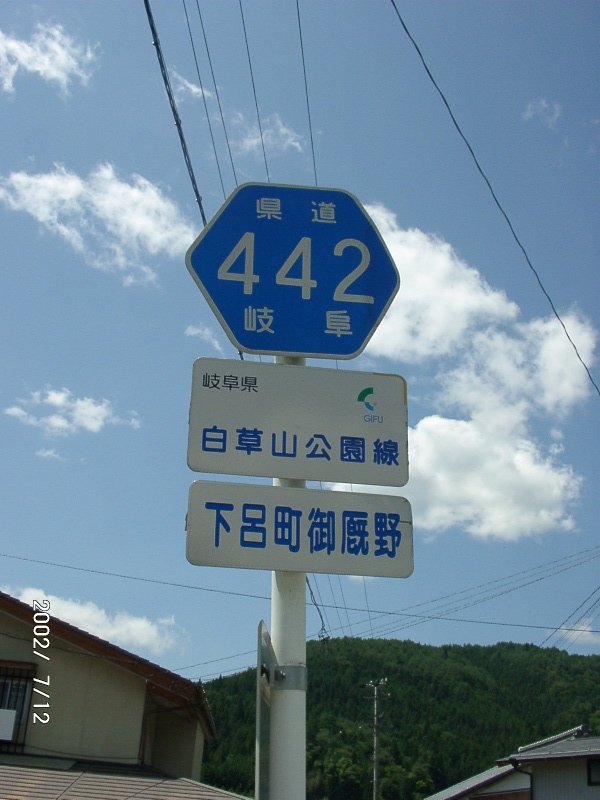 県道
442
岐阜
岐阜県
GIFU
白草山公園線
下呂町御厩野
2002/ 7/12